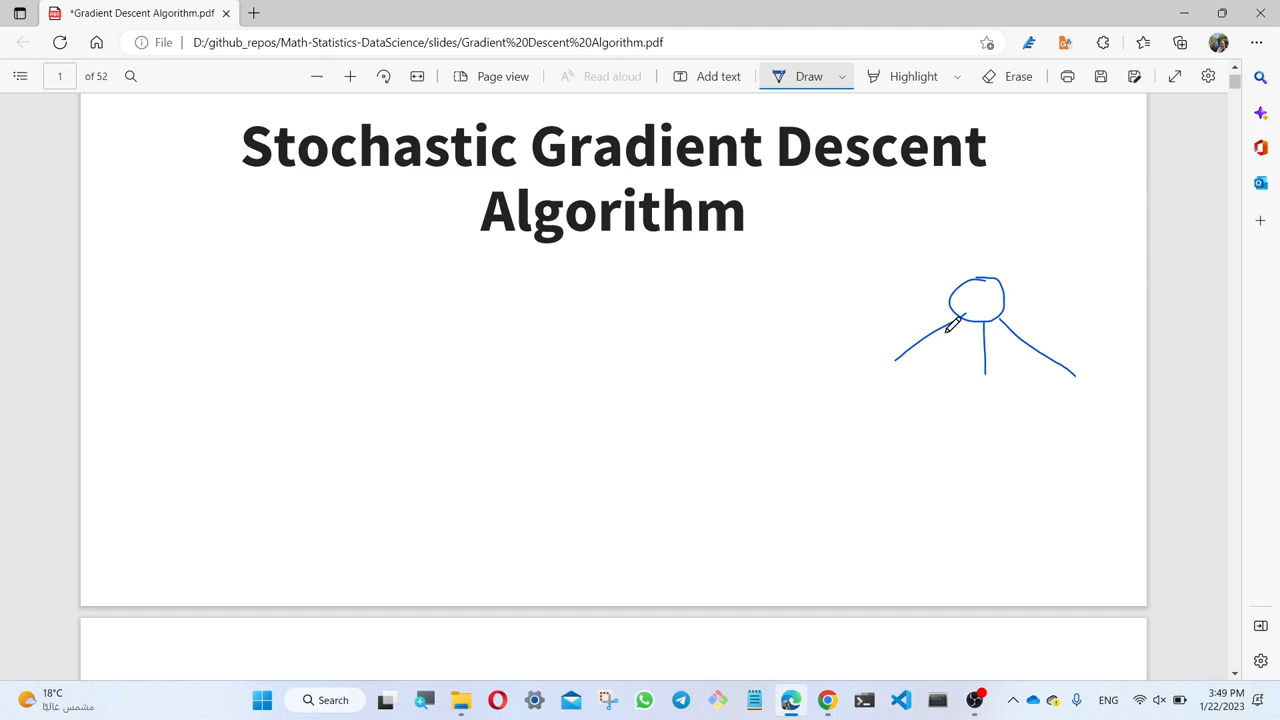 *Gradient Descent Algorithm.pdf
File D:/github_repos/Math-Statistics-DataScience/slides/Gradient%20Descent%20Algorithm.pdf
1 of 52 Page view Read aloud Add text Draw Highlight Erase
Stochastic Gradient Descent
Algorithm
18°C
مشمس غالبًا
Search
ENG
3:49 PM
1/22/2023